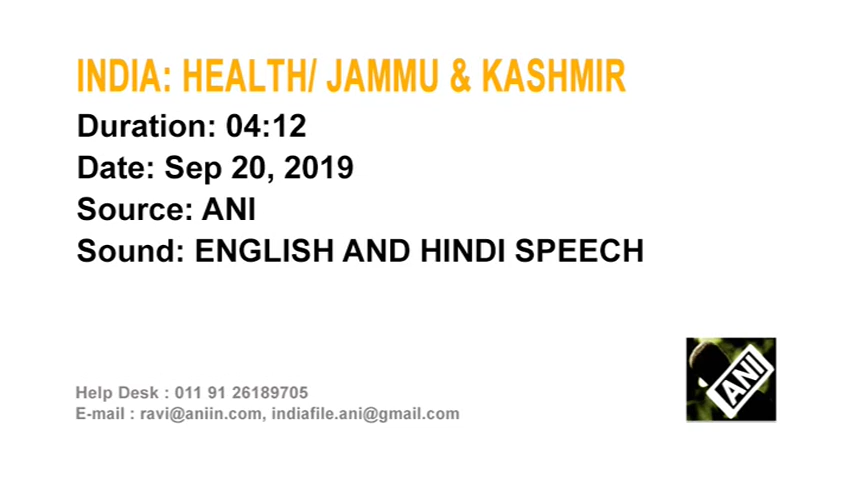 INDIA: HEALTH/ JAMMU & KASHMIR
Duration: 04:12
Date: Sep 20, 2019
Source: ANI
Sound: ENGLISH AND HINDI SPEECH
ANI
Help Desk : 011 91 26189705
E-mail : ravi@aniin.com, indiafile.ani@gmail.com